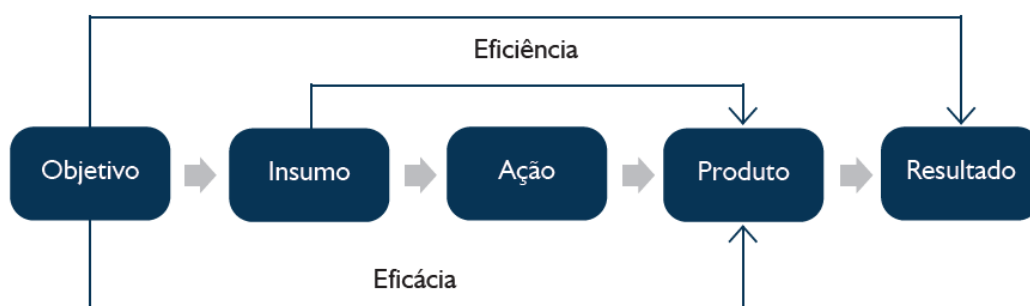 Eficiência
Objetivo
Insumo
Ação
Produto
Resultado
Eficácia